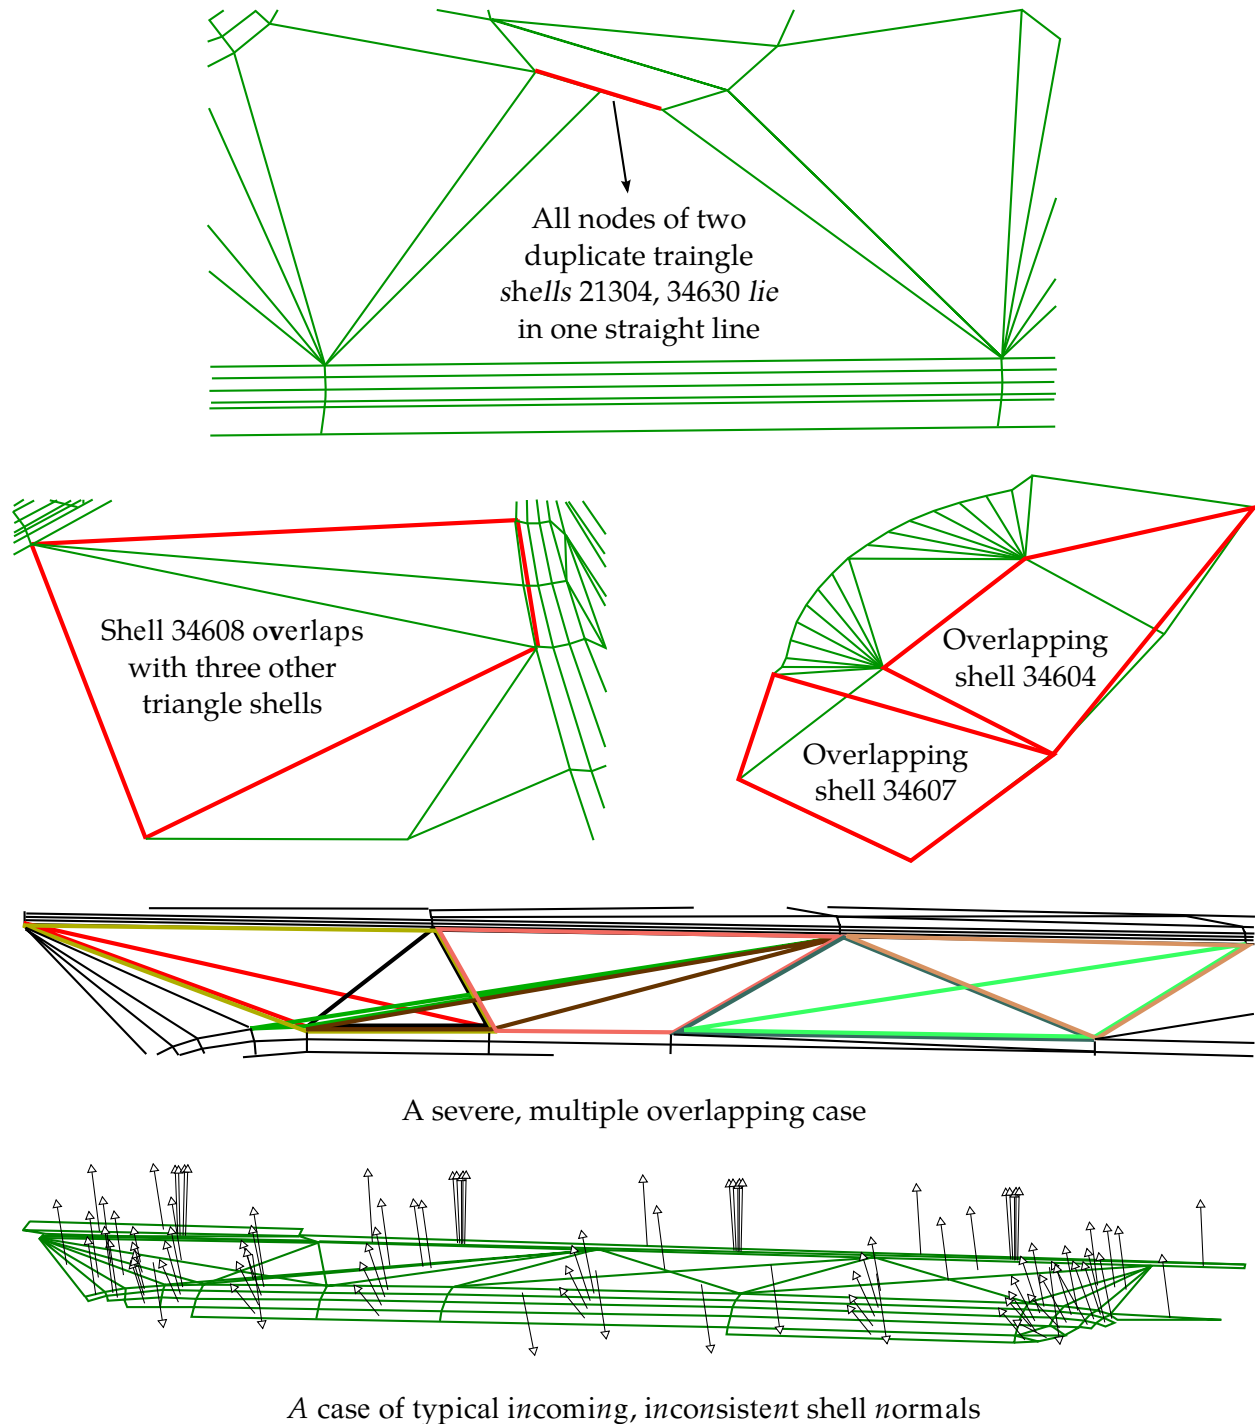 All nodes of two
duplicate traingle
shells 21304, 34630 lie
in one straight line
Shell 34608 overlaps
with three other
triangle shells
Overlapping
shell 34604
Overlapping
shell 34607
A severe, multiple overlapping case
A case of typical incoming, inconsistent shell normals